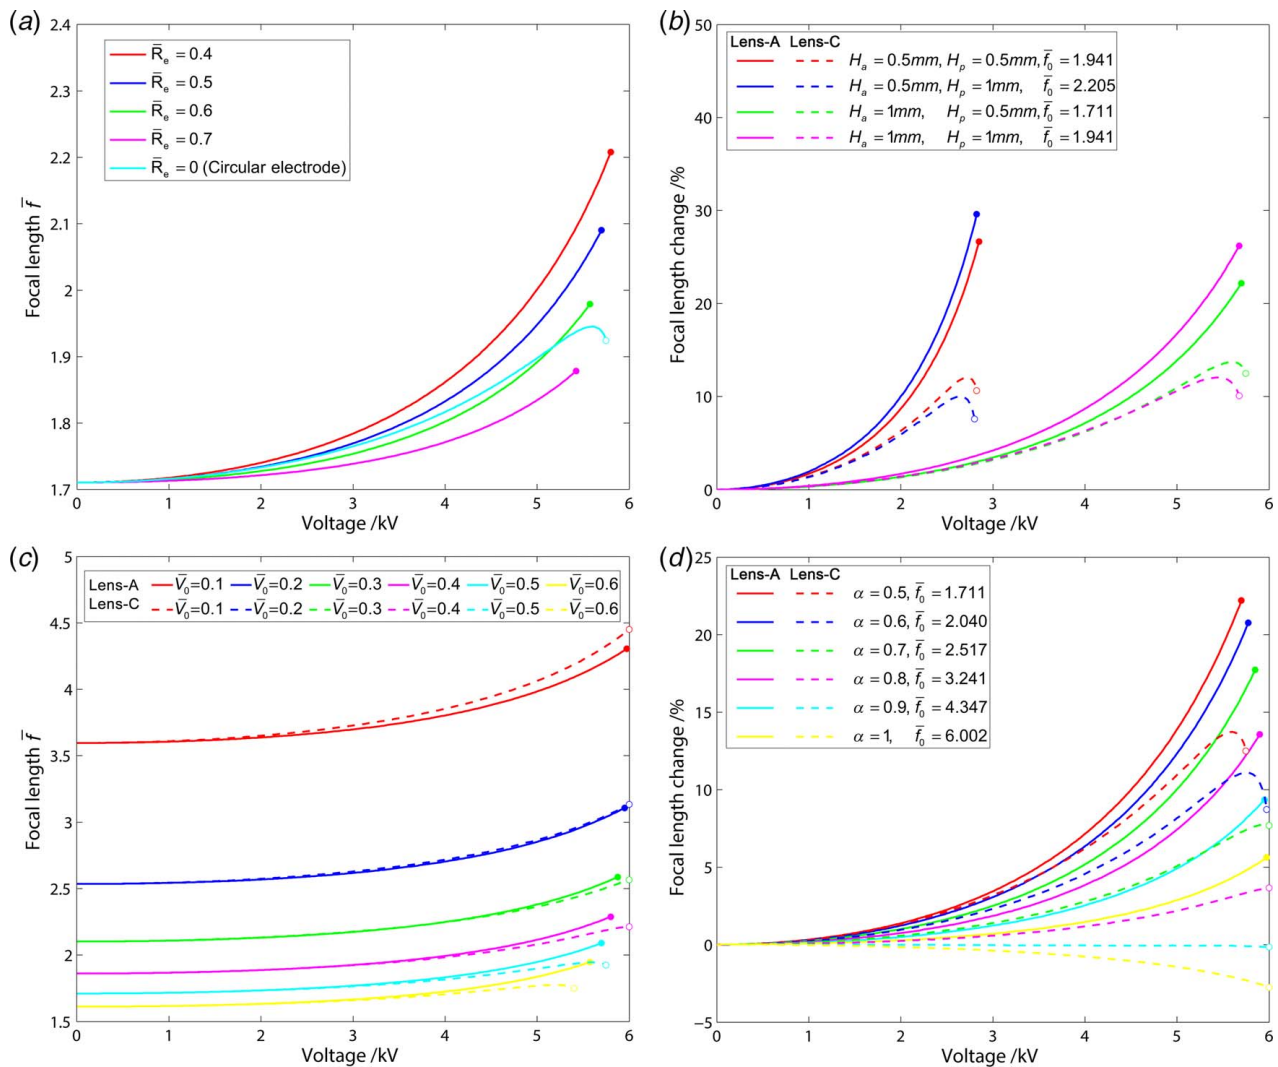 (a)
2.4
2.3
2.2
2.1
2
1.9
1.8
1.7
Focal length f̄
R̄ₑ = 0.4
R̄ₑ = 0.5
R̄ₑ = 0.6
R̄ₑ = 0.7
R̄ₑ = 0 (Circular electrode)
0 1 2 3 4 5 6
Voltage /kV
(b)
50
40
30
20
10
0
Focal length change /%
Lens-A Lens-C
Hₐ = 0.5mm, Hₚ = 0.5mm, f̄₀ = 1.941
Hₐ = 0.5mm, Hₚ = 1mm, f̄₀ = 2.205
Hₐ = 1mm, Hₚ = 0.5mm, f̄₀ = 1.711
Hₐ = 1mm, Hₚ = 1mm, f̄₀ = 1.941
0 1 2 3 4 5 6
Voltage /kV
(c)
5
4.5
4
3.5
3
2.5
2
1.5
Focal length f̄
Lens-A V̄₀=0.1 V̄₀=0.2 V̄₀=0.3 V̄₀=0.4 V̄₀=0.5 V̄₀=0.6
Lens-C V̄₀=0.1 V̄₀=0.2 V̄₀=0.3 V̄₀=0.4 V̄₀=0.5 V̄₀=0.6
0 1 2 3 4 5 6
Voltage /kV
(d)
25
20
15
10
5
0
−5
Focal length change /%
Lens-A Lens-C
α = 0.5, f̄₀ = 1.711
α = 0.6, f̄₀ = 2.040
α = 0.7, f̄₀ = 2.517
α = 0.8, f̄₀ = 3.241
α = 0.9, f̄₀ = 4.347
α = 1, f̄₀ = 6.002
0 1 2 3 4 5 6
Voltage /kV